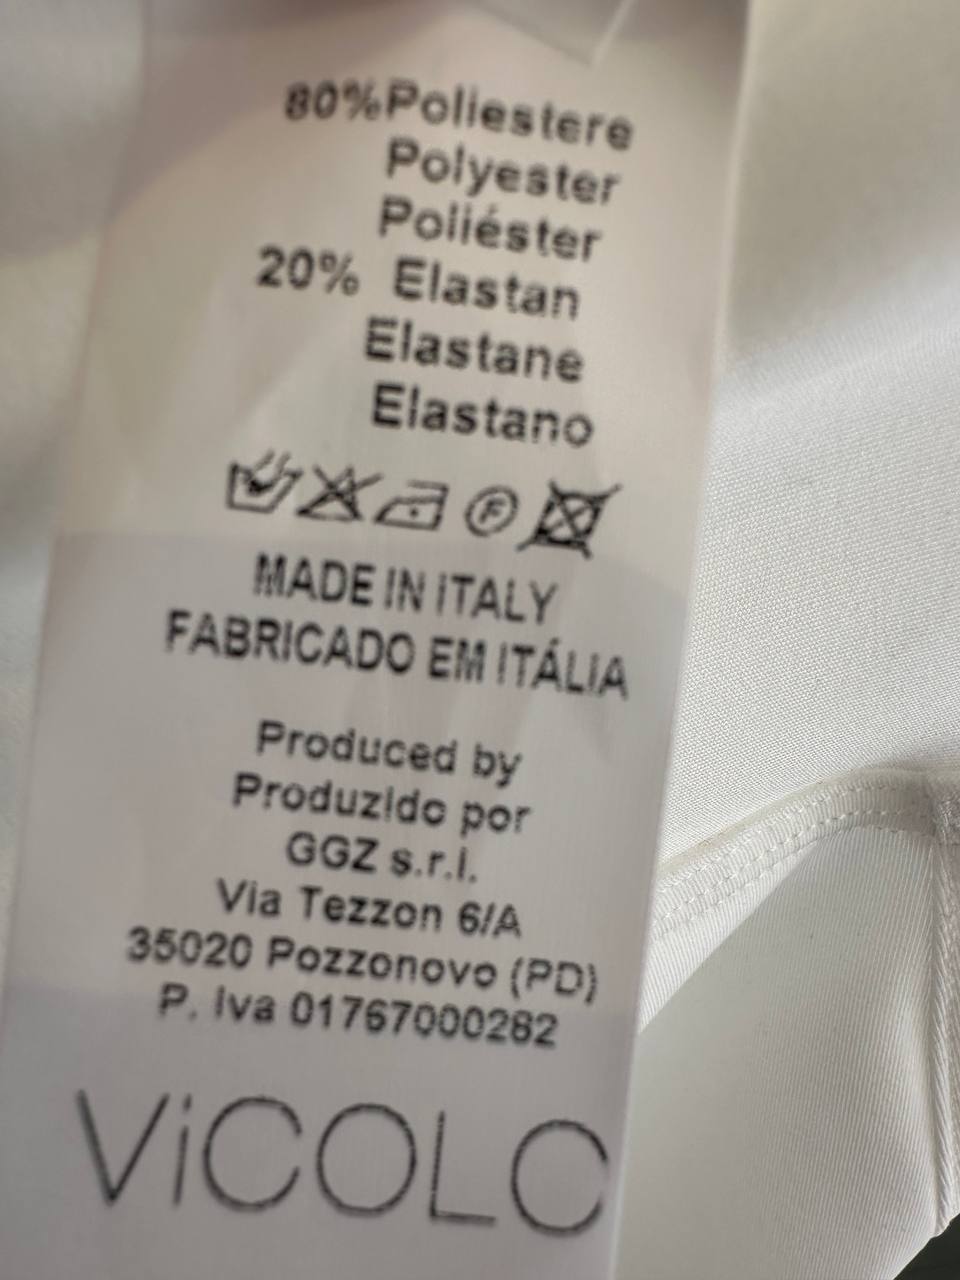 80% Poliestere
Polyester
Poliéster
20% Elastan
Elastane
Elastano
F
MADE IN ITALY
FABRICADO EM ITÁLIA
Produced by
Produzido por
GGZ s.r.l.
Via Tezzon 6/A
35020 Pozzonovo (PD)
P. Iva 01767000282
ViCOLO